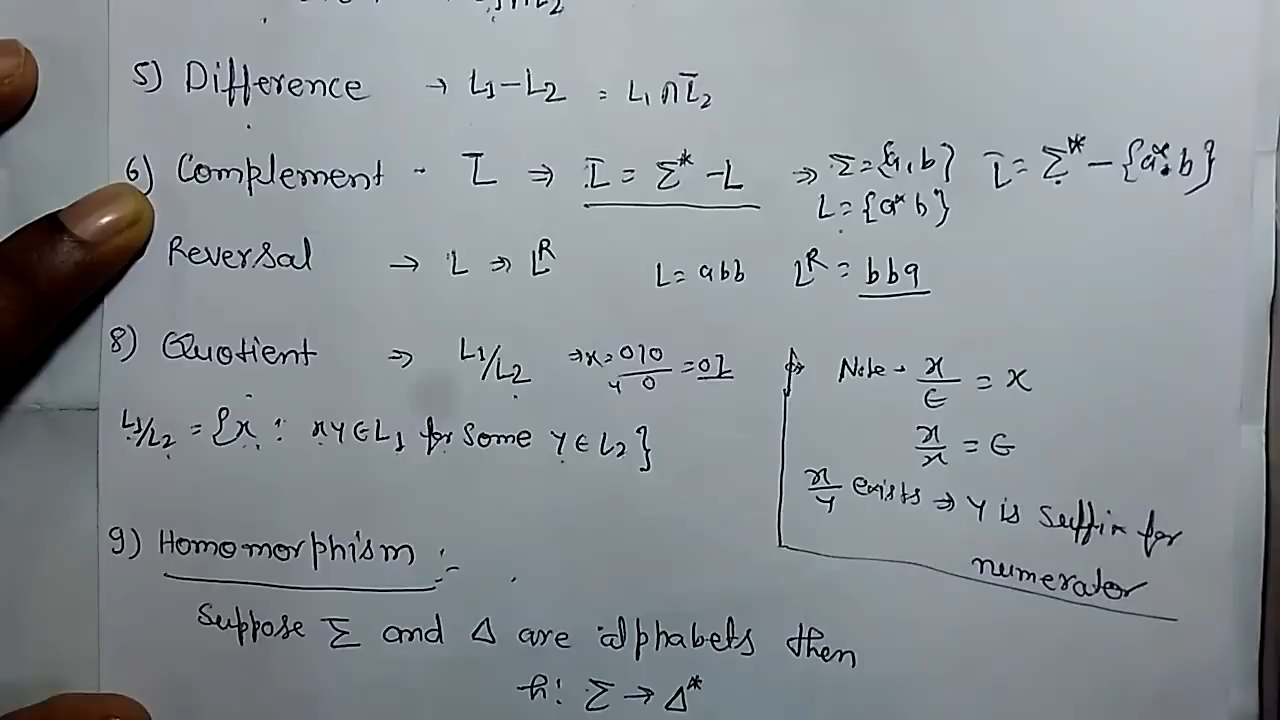 5) Difference → L1-L2 = L1∩L̅2
6) Complement - L̅ ⇒ L̅ = Σ* - L ⇒ Σ={a,b} L̅ = Σ* - {a*b}
L={a*b}
Reversal → L ⇒ L^R L= abb L^R = bba
8) Quotient ⇒ L1/L2 ⇒ x=010 / y 0 = 01
L1/L2 = {x : xy ∈ L1 for some y ∈ L2}
⇒ Note → x/ϵ = x
x/x = ϵ
x/y exists ⇒ y is suffix for
numerator
9) Homomorphism :-
Suppose Σ and Δ are alphabets then
h: Σ → Δ*